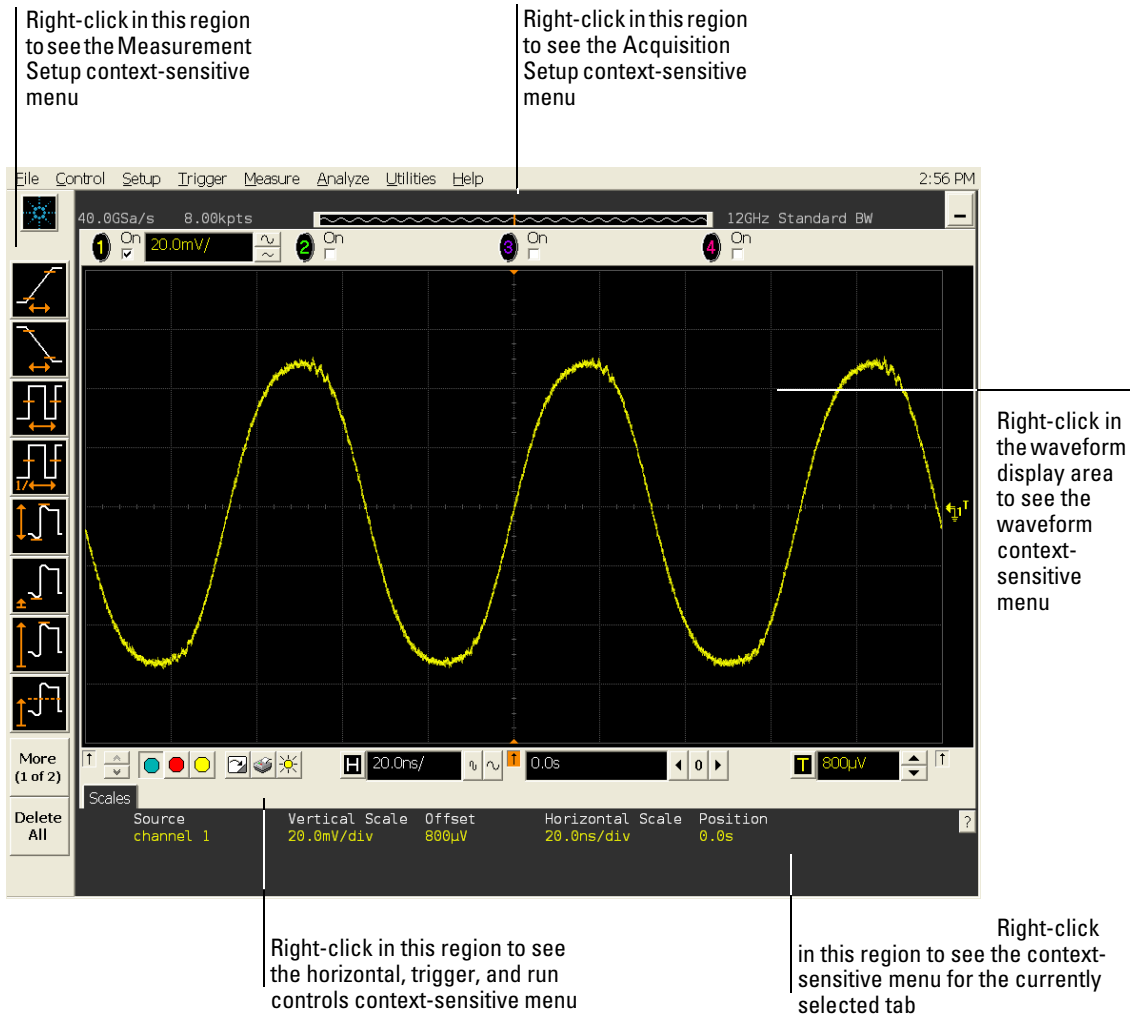 Right-click in this region
to see the Measurement
Setup context-sensitive
menu
Right-click in this region
to see the Acquisition
Setup context-sensitive
menu
File Control Setup Trigger Measure Analyze Utilities Help 2:56 PM
40.0GSa/s 8.00kpts 12GHz Standard BW
1 On 20.0mV/ 2 On 3 On 4 On
Right-click in
the waveform
display area
to see the
waveform
context-
sensitive
menu
1/
1 T
More
(1 of 2)
H 20.0ns/ 0.0s 0 T 800µV
Delete
All
Scales
Source Vertical Scale Offset Horizontal Scale Position
channel 1 20.0mV/div 800µV 20.0ns/div 0.0s
?
Right-click in this region to see
the horizontal, trigger, and run
controls context-sensitive menu
Right-click
in this region to see the context-
sensitive menu for the currently
selected tab